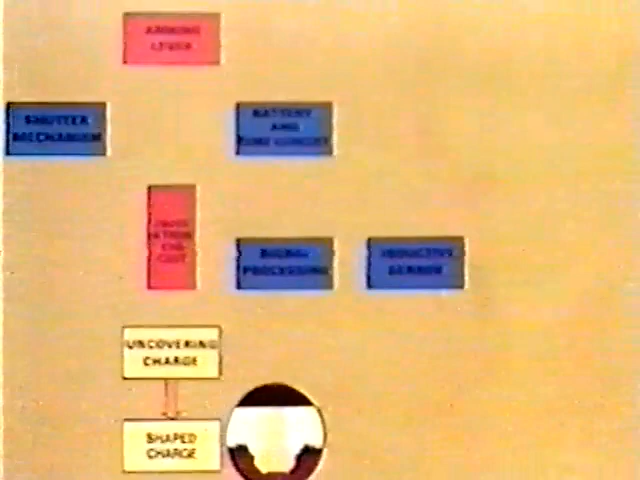 ARMING
LEVER
SHUTTER
MECHANISM
BATTERY
AND
SIGNAL
PROCESSING
INDUCTIVE
SENSOR
UNCOVERING
CHARGE
SHAPED
CHARGE